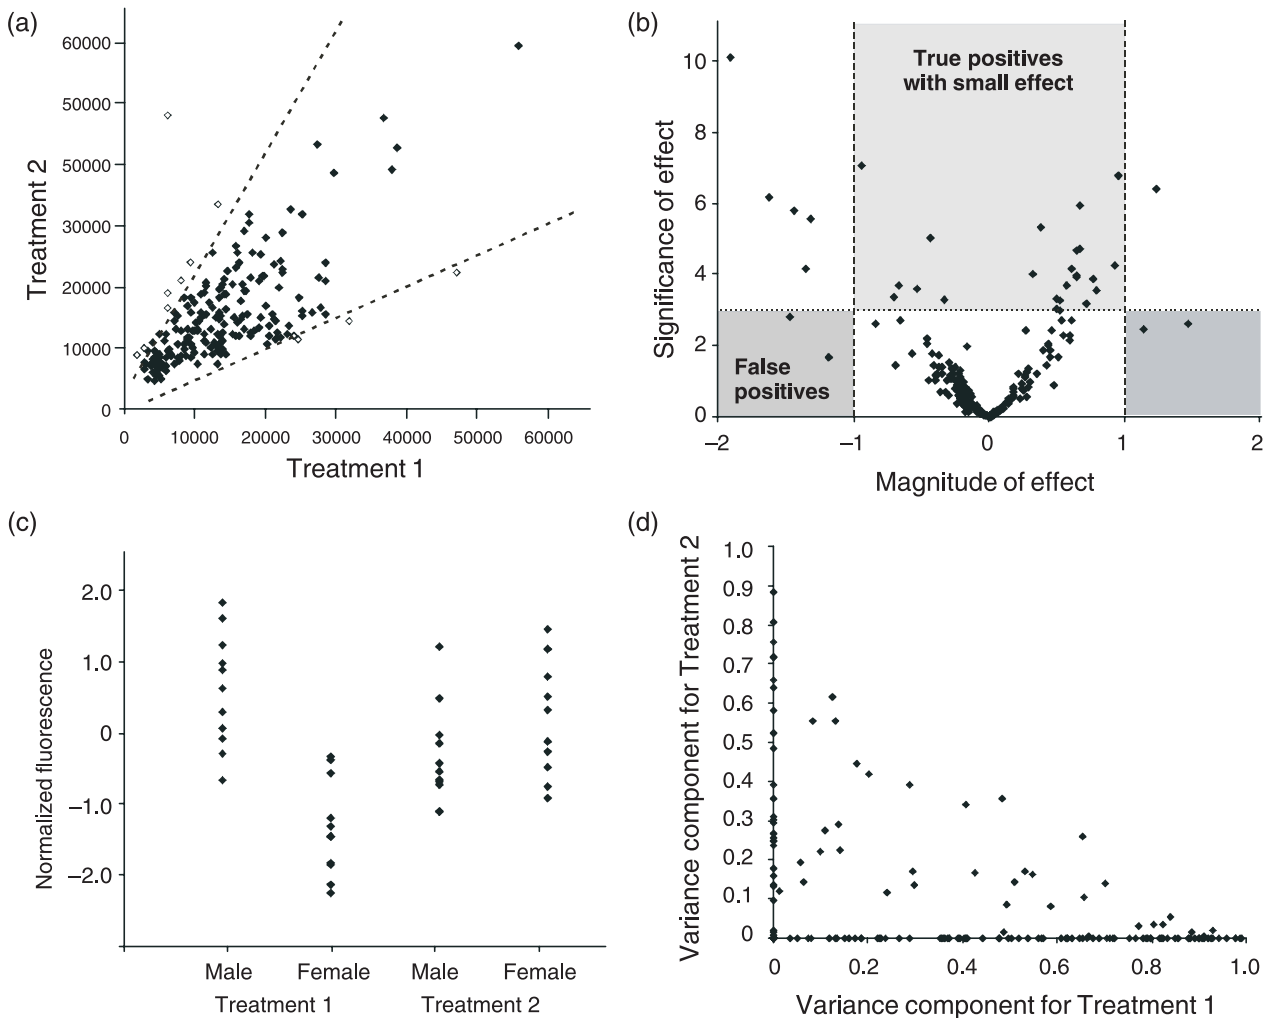 (a)
Treatment 2
60000
50000
50000
30000
20000
10000
0
0 10000 20000 30000 40000 50000 60000
Treatment 1
(b)
Significance of effect
10
8
6
4
2
0
True positives
with small effect
False
positives
–2 –1 0 1 2
Magnitude of effect
(c)
Normalized fluorescence
2.0
1.0
0
–1.0
–2.0
Male Female Male Female
Treatment 1 Treatment 2
(d)
Variance component for Treatment 2
1.0
0.9
0.8
0.7
0.6
0.5
0.4
0.3
0.2
0.1
0
0 0.2 0.4 0.6 0.8 1.0
Variance component for Treatment 1